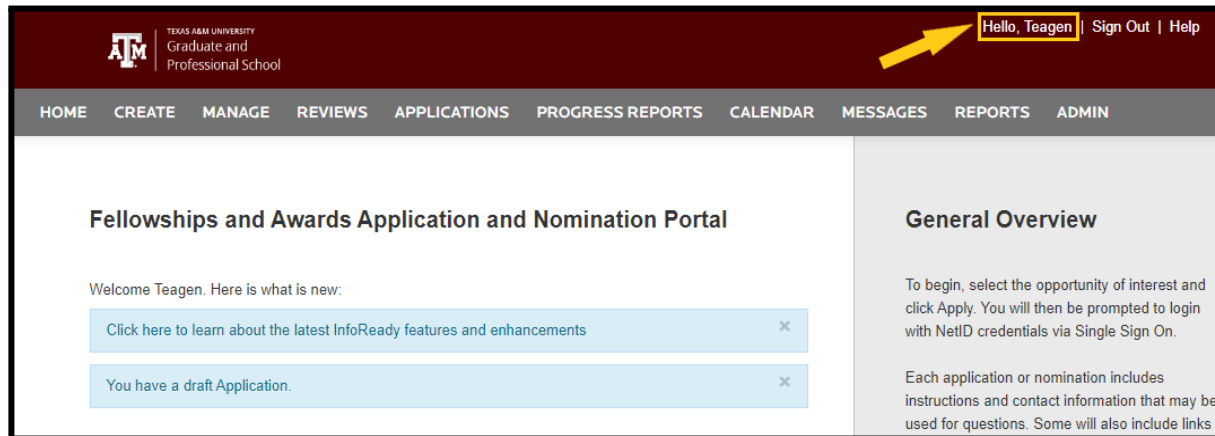 TEXAS A&M UNIVERSITY
Graduate and
Professional School
Hello, Teagen | Sign Out | Help
HOME CREATE MANAGE REVIEWS APPLICATIONS PROGRESS REPORTS CALENDAR MESSAGES REPORTS ADMIN
Fellowships and Awards Application and Nomination Portal
Welcome Teagen. Here is what is new:
Click here to learn about the latest InfoReady features and enhancements ×
You have a draft Application. ×
General Overview
To begin, select the opportunity of interest and
click Apply. You will then be prompted to login
with NetID credentials via Single Sign On.
Each application or nomination includes
instructions and contact information that may be
used for questions. Some will also include links